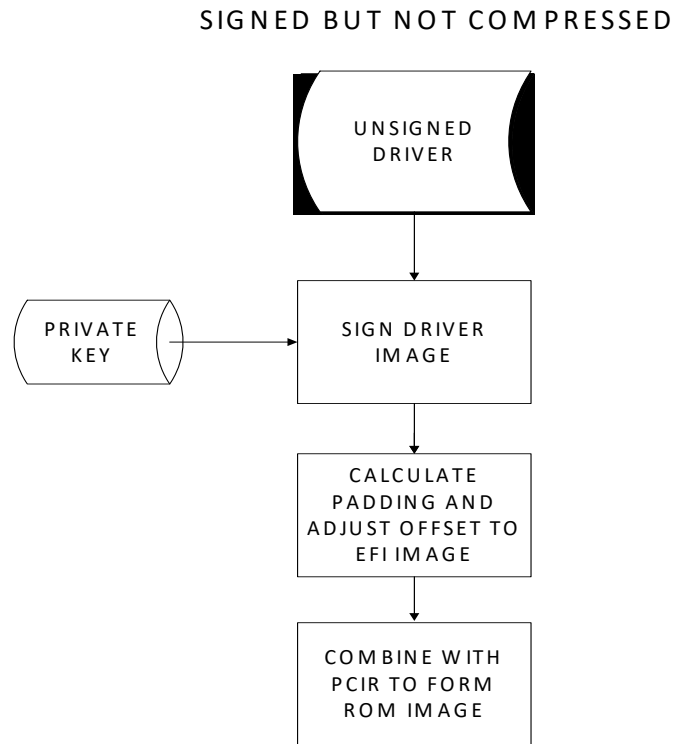 SIGNED BUT NOT COMPRESSED
UNSIGNED
DRIVER
PRIVATE
KEY
SIGN DRIVER
IMAGE
CALCULATE
PADDING AND
ADJUST OFFSET TO
EFI IMAGE
COMBINE WITH
PCIR TO FORM
ROM IMAGE